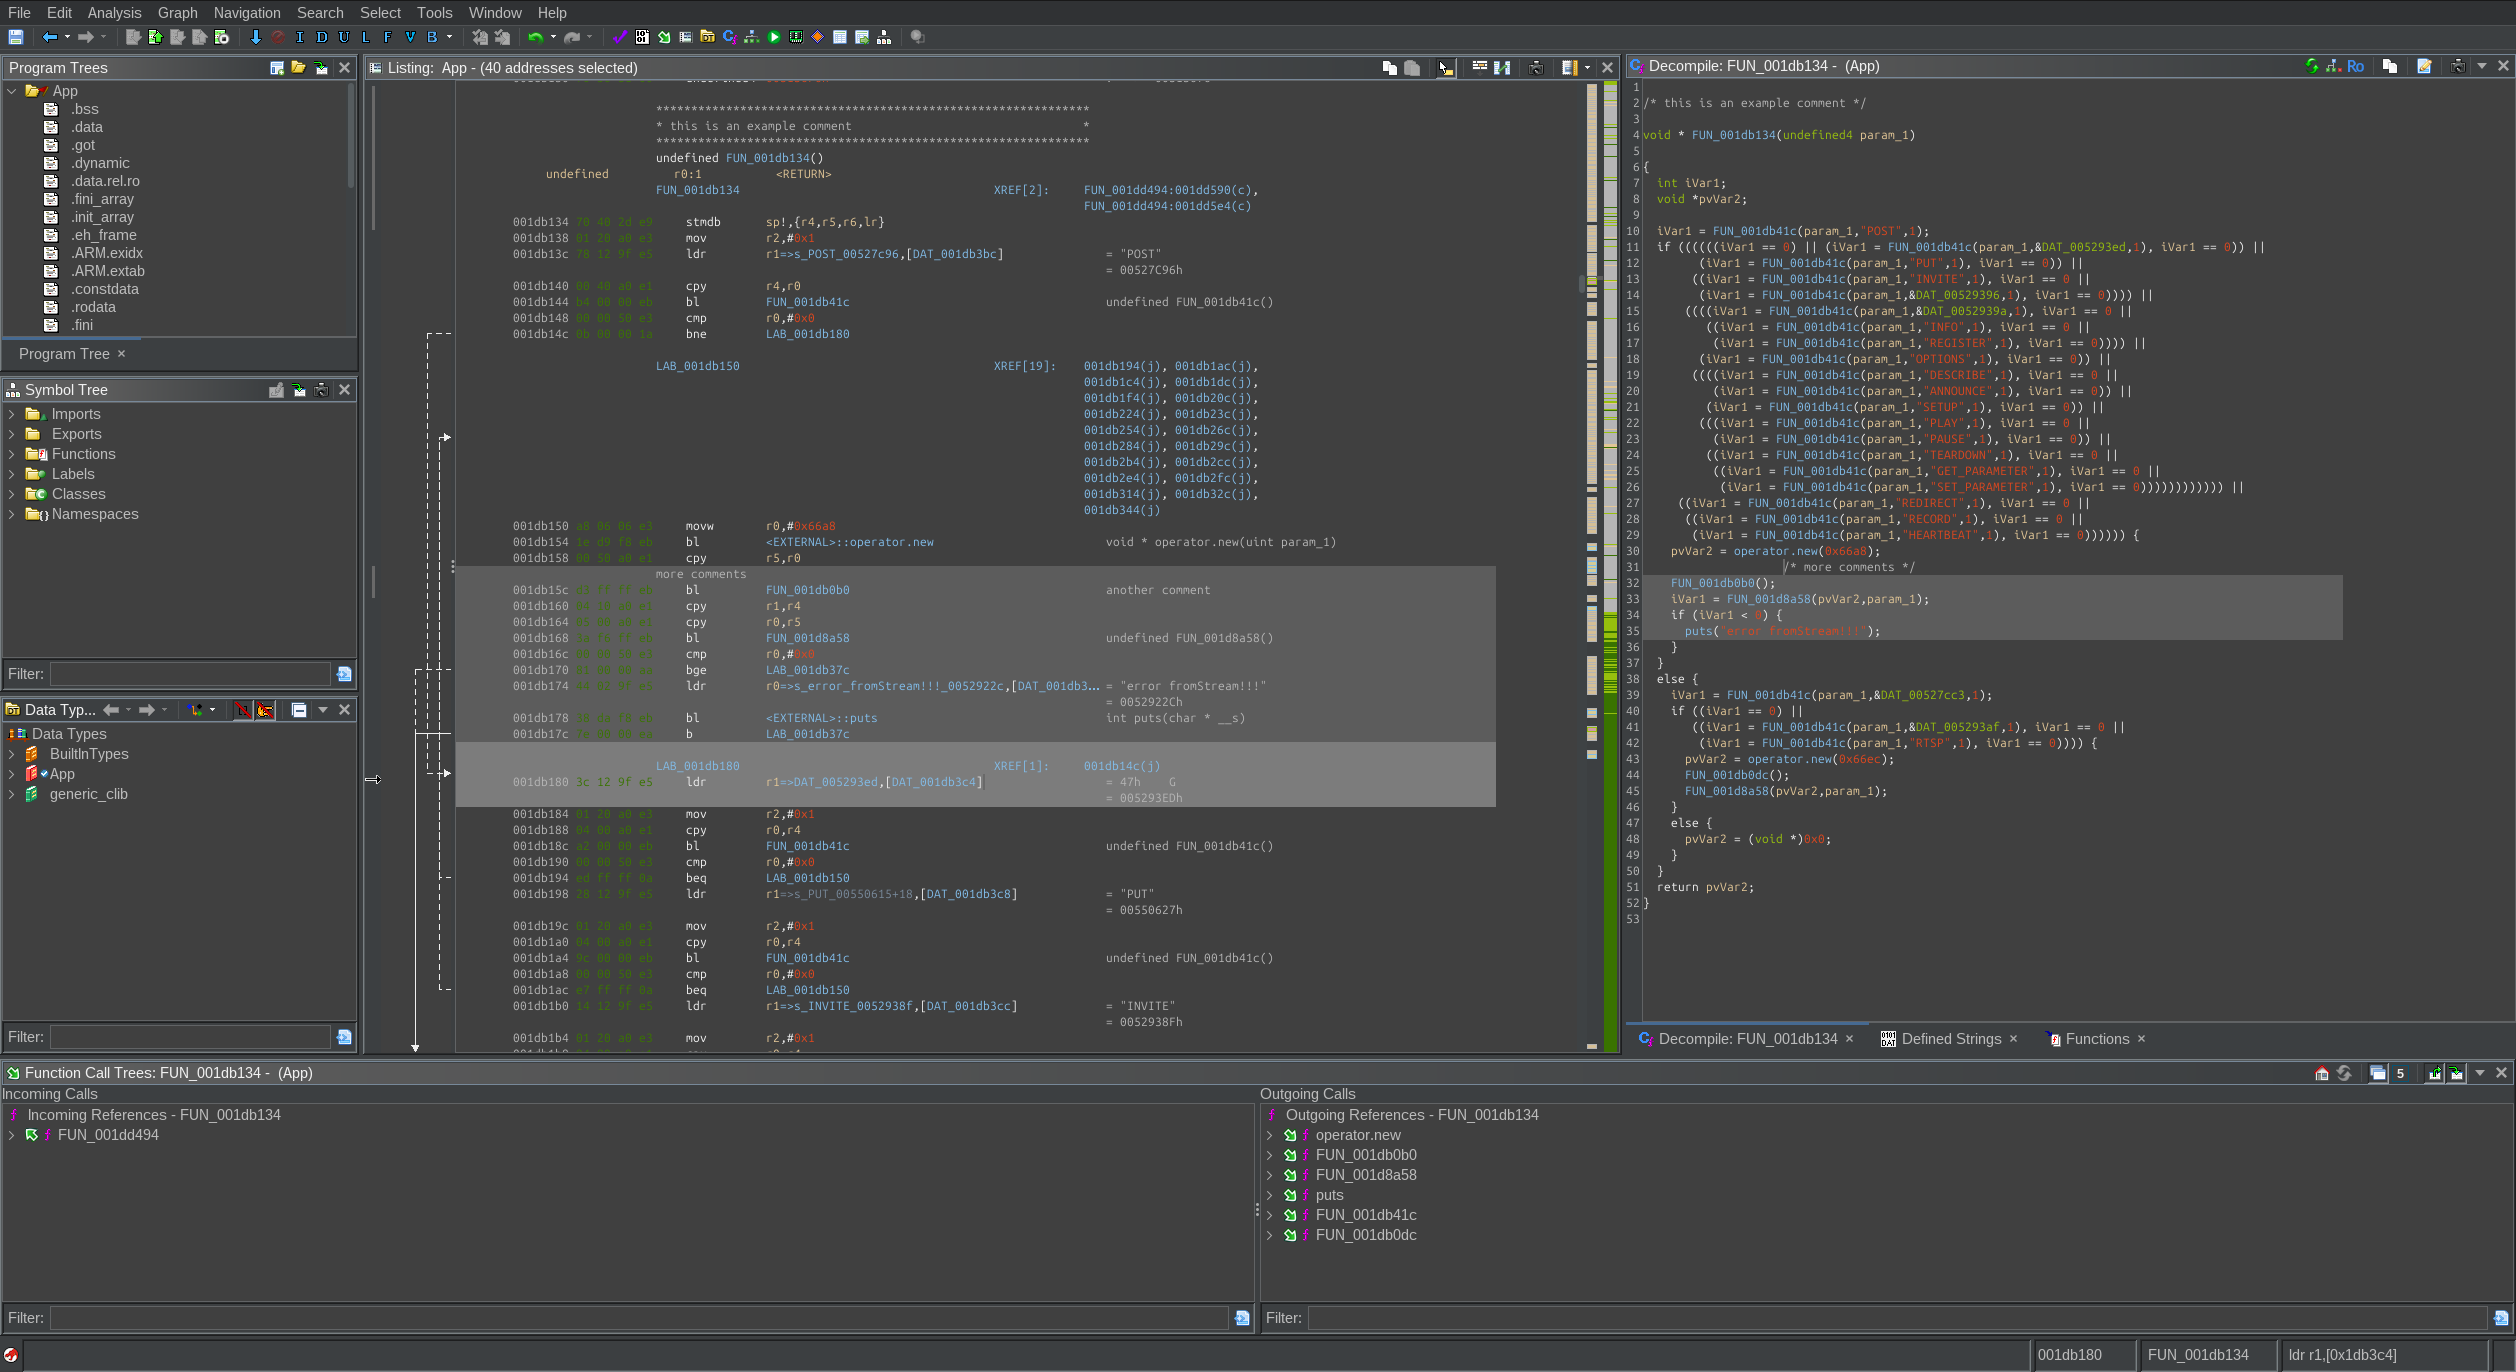 File Edit Analysis Graph Navigation Search Select Tools Window Help
I D U L F V B
Program Trees
App
.bss
.data
.got
.dynamic
.data.rel.ro
.fini_array
.init_array
.eh_frame
.ARM.exidx
.ARM.extab
.constdata
.rodata
.fini
Program Tree ×
Symbol Tree
Imports
Exports
Functions
Labels
Classes
Namespaces
Filter:
Data Typ...
Data Types
BuiltInTypes
App
generic_clib
Filter:
Listing: App - (40 addresses selected)
**************************************************************
* this is an example comment *
**************************************************************
undefined FUN_001db134()
undefined r0:1 <RETURN>
FUN_001db134 XREF[2]: FUN_001dd494:001dd590(c),
FUN_001dd494:001dd5e4(c)
001db134 70 40 2d e9 stmdb sp!,{r4,r5,r6,lr}
001db138 01 20 a0 e3 mov r2,#0x1
001db13c 78 12 9f e5 ldr r1=>s_POST_00527c96,[DAT_001db3bc] = "POST"
= 00527C96h
001db140 00 40 a0 e1 cpy r4,r0
001db144 b4 00 00 eb bl FUN_001db41c undefined FUN_001db41c()
001db148 00 00 50 e3 cmp r0,#0x0
001db14c 0b 00 00 1a bne LAB_001db180
LAB_001db150 XREF[19]: 001db194(j), 001db1ac(j),
001db1c4(j), 001db1dc(j),
001db1f4(j), 001db20c(j),
001db224(j), 001db23c(j),
001db254(j), 001db26c(j),
001db284(j), 001db29c(j),
001db2b4(j), 001db2cc(j),
001db2e4(j), 001db2fc(j),
001db314(j), 001db32c(j),
001db344(j)
001db150 a8 06 06 e3 movw r0,#0x66a8
001db154 1e d9 f8 eb bl <EXTERNAL>::operator.new void * operator.new(uint param_1)
001db158 00 50 a0 e1 cpy r5,r0
more comments
001db15c bl FUN_001db0b0 another comment
001db160 cpy r1,r4
001db164 cpy r0,r5
001db168 bl FUN_001d8a58 undefined FUN_001d8a58()
001db16c cmp r0,#0x0
001db170 bge LAB_001db37c
001db174 ldr r0=>s_error_fromStream!!!_0052922c,[DAT_001db3... = "error fromStream!!!"
= 0052922Ch
001db178 bl <EXTERNAL>::puts int puts(char * __s)
001db17c b LAB_001db37c
LAB_001db180 XREF[1]: 001db14c(j)
001db180 3c 12 9f e5 ldr r1=>DAT_005293ed,[DAT_001db3c4] = 47h G
= 005293EDh
001db184 01 20 a0 e3 mov r2,#0x1
001db188 04 00 a0 e1 cpy r0,r4
001db18c a2 00 00 eb bl FUN_001db41c undefined FUN_001db41c()
001db190 00 00 50 e3 cmp r0,#0x0
001db194 ed ff ff 0a beq LAB_001db150
001db198 28 12 9f e5 ldr r1=>s_PUT_00550615+18,[DAT_001db3c8] = "PUT"
= 00550627h
001db19c 01 20 a0 e3 mov r2,#0x1
001db1a0 04 00 a0 e1 cpy r0,r4
001db1a4 9c 00 00 eb bl FUN_001db41c undefined FUN_001db41c()
001db1a8 00 00 50 e3 cmp r0,#0x0
001db1ac e7 ff ff 0a beq LAB_001db150
001db1b0 14 12 9f e5 ldr r1=>s_INVITE_0052938f,[DAT_001db3cc] = "INVITE"
= 0052938Fh
001db1b4 01 20 a0 e3 mov r2,#0x1
Decompile: FUN_001db134 - (App)
Ro
1
2 /* this is an example comment */
3
4 void * FUN_001db134(undefined4 param_1)
5
6 {
7 int iVar1;
8 void *pvVar2;
9
10 iVar1 = FUN_001db41c(param_1,"POST",1);
11 if ((((((iVar1 == 0) || (iVar1 = FUN_001db41c(param_1,&DAT_005293ed,1), iVar1 == 0)) ||
12 (iVar1 = FUN_001db41c(param_1,"PUT",1), iVar1 == 0)) ||
13 ((iVar1 = FUN_001db41c(param_1,"INVITE",1), iVar1 == 0 ||
14 (iVar1 = FUN_001db41c(param_1,&DAT_00529396,1), iVar1 == 0)))) ||
15 ((((iVar1 = FUN_001db41c(param_1,&DAT_0052939a,1), iVar1 == 0 ||
16 ((iVar1 = FUN_001db41c(param_1,"INFO",1), iVar1 == 0 ||
17 (iVar1 = FUN_001db41c(param_1,"REGISTER",1), iVar1 == 0)))) ||
18 (iVar1 = FUN_001db41c(param_1,"OPTIONS",1), iVar1 == 0)) ||
19 ((((iVar1 = FUN_001db41c(param_1,"DESCRIBE",1), iVar1 == 0 ||
20 (iVar1 = FUN_001db41c(param_1,"ANNOUNCE",1), iVar1 == 0)) ||
21 (iVar1 = FUN_001db41c(param_1,"SETUP",1), iVar1 == 0)) ||
22 (((iVar1 = FUN_001db41c(param_1,"PLAY",1), iVar1 == 0 ||
23 (iVar1 = FUN_001db41c(param_1,"PAUSE",1), iVar1 == 0)) ||
24 ((iVar1 = FUN_001db41c(param_1,"TEARDOWN",1), iVar1 == 0 ||
25 ((iVar1 = FUN_001db41c(param_1,"GET_PARAMETER",1), iVar1 == 0 ||
26 (iVar1 = FUN_001db41c(param_1,"SET_PARAMETER",1), iVar1 == 0)))))))))))) ||
27 ((iVar1 = FUN_001db41c(param_1,"REDIRECT",1), iVar1 == 0 ||
28 ((iVar1 = FUN_001db41c(param_1,"RECORD",1), iVar1 == 0 ||
29 (iVar1 = FUN_001db41c(param_1,"HEARTBEAT",1), iVar1 == 0)))))) {
30 pvVar2 = operator.new(0x66a8);
31 /* more comments */
32 FUN_001db0b0();
33 iVar1 = FUN_001d8a58(pvVar2,param_1);
34 if (iVar1 < 0) {
35 puts("error fromStream!!!");
36 }
37 }
38 else {
39 iVar1 = FUN_001db41c(param_1,&DAT_00527cc3,1);
40 if ((iVar1 == 0) ||
41 ((iVar1 = FUN_001db41c(param_1,&DAT_005293af,1), iVar1 == 0 ||
42 (iVar1 = FUN_001db41c(param_1,"RTSP",1), iVar1 == 0)))) {
43 pvVar2 = operator.new(0x66ec);
44 FUN_001db0dc();
45 FUN_001d8a58(pvVar2,param_1);
46 }
47 else {
48 pvVar2 = (void *)0x0;
49 }
50 }
51 return pvVar2;
52 }
53
Decompile: FUN_001db134 × Defined Strings × Functions ×
Function Call Trees: FUN_001db134 - (App)
5
Incoming Calls
Incoming References - FUN_001db134
FUN_001dd494
Filter:
Outgoing Calls
Outgoing References - FUN_001db134
operator.new
FUN_001db0b0
FUN_001d8a58
puts
FUN_001db41c
FUN_001db0dc
Filter:
001db180 FUN_001db134 ldr r1,[0x1db3c4]